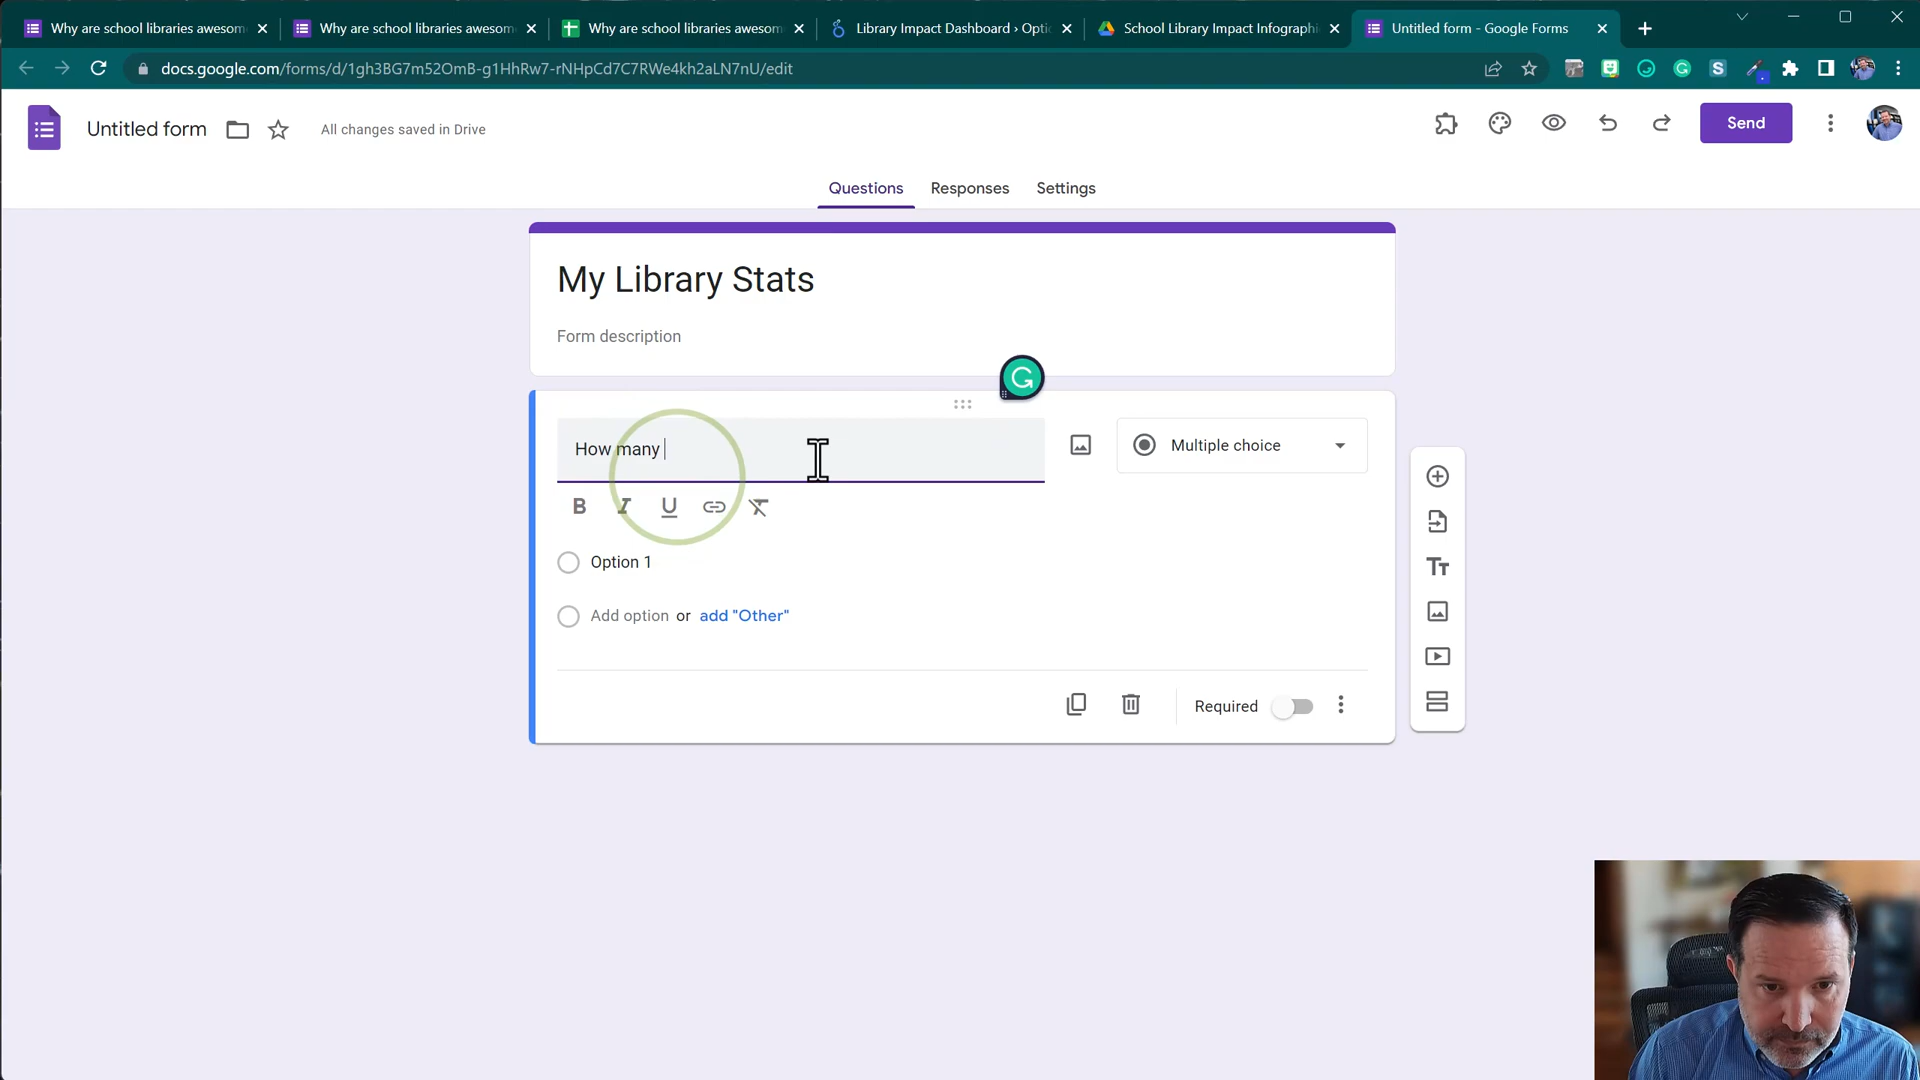 Why are school libraries awesom
Why are school libraries awesom
Why are school libraries awesom
Library Impact Dashboard › Optio
School Library Impact Infographi
Untitled form - Google Forms
docs.google.com/forms/d/1gh3BG7m52OmB-g1HhRw7-rNHpCd7C7RWe4kh2aLN7nU/edit
Untitled form
All changes saved in Drive
Send
Questions
Responses
Settings
My Library Stats
Form description
How many
Multiple choice
B I U
Option 1
Add option or add "Other"
Required